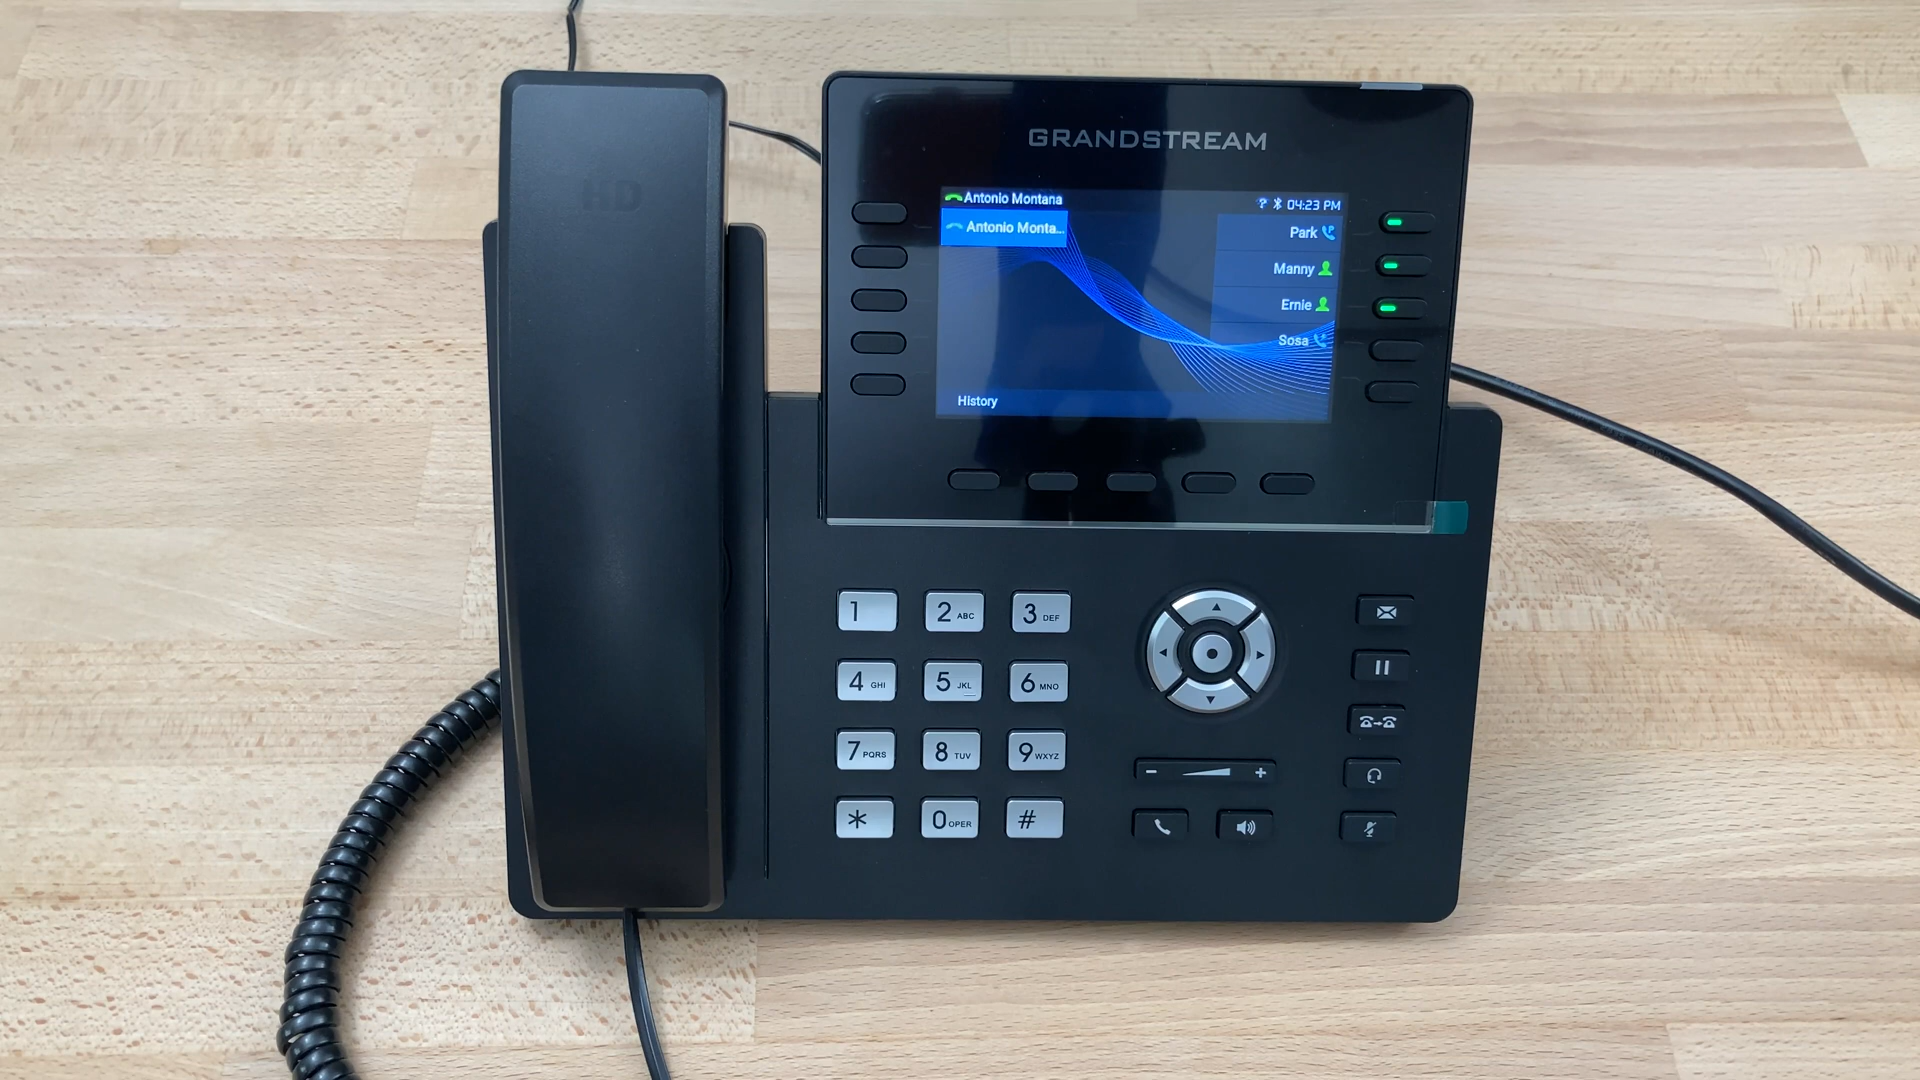 HD
GRANDSTREAM
Antonio Montana
04:23 PM
Antonio Monta...
Park
Manny
Ernie
Sosa
History
1
2 ABC
3 DEF
4 GHI
5 JKL
6 MNO
7 PQRS
8 TUV
9 WXYZ
*
0 OPER
#
- +